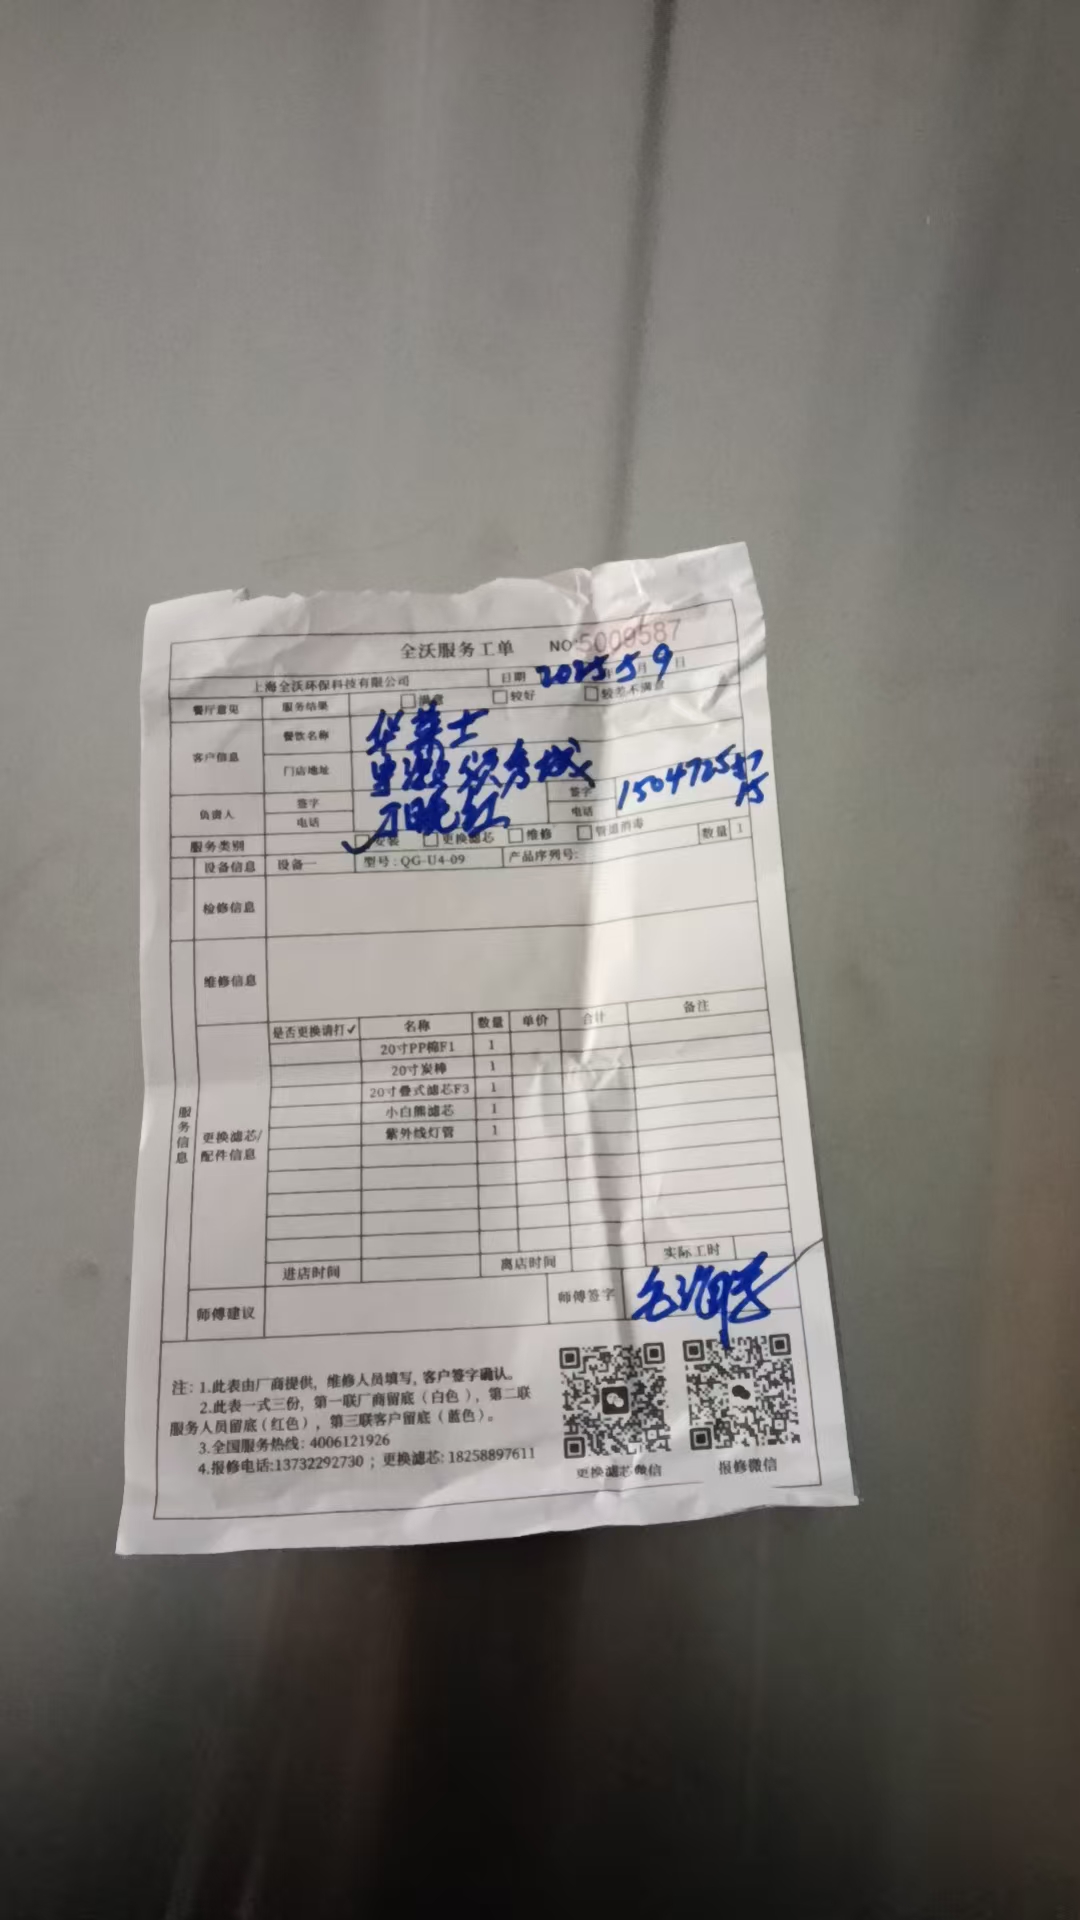 全沃服务工单 NO:5009587
上海全沃环保科技有限公司 日期 2025 年 5 月 9 日
餐厅意见 服务结果 □满意 □较好 □较差不满意
客户信息 餐饮名称 华莱士
门店地址
负责人 签字 签字
电话 电话 1504725
15
服务类别 □安装 □更换滤芯 □维修 □管道消毒
设备信息 设备一 型号:QG-U4-09 产品序列号: 数量 1
检修信息
维修信息
服务信息
更换滤芯/配件信息
是否更换请打✓ 名称 数量 单价 合计 备注
20寸PP棉F1 1
20寸炭棒 1
20寸叠式滤芯F3 1
小白熊滤芯 1
紫外线灯管 1
进店时间 离店时间 实际工时
师傅建议 师傅签字
注: 1.此表由厂商提供, 维修人员填写, 客户签字确认。
2.此表一式三份, 第一联厂商留底 (白色), 第二联
服务人员留底 (红色), 第三联客户留底 (蓝色)。
3.全国服务热线: 4006121926
4.报修电话:13732292730 ; 更换滤芯: 18258897611
更换滤芯微信 报修微信